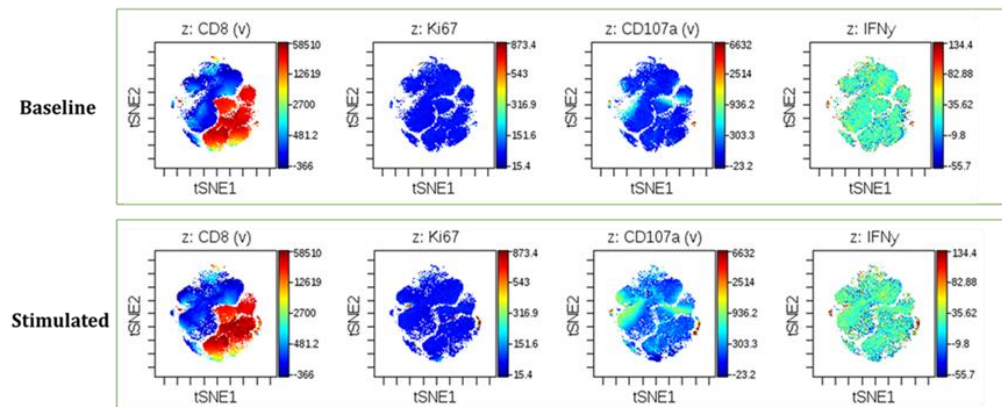 Baseline
z: CD8 (v)
58510
12619
2700
481.2
-366
tSNE2
tSNE1
z: Ki67
873.4
543
316.9
151.6
15.4
tSNE2
tSNE1
z: CD107a (v)
6632
2514
936.2
303.3
-23.2
tSNE2
tSNE1
z: IFNy
134.4
82.88
35.62
-9.8
-55.7
tSNE2
tSNE1
Stimulated
z: CD8 (v)
58510
12619
2700
481.2
-366
tSNE2
tSNE1
z: Ki67
873.4
543
316.9
151.6
15.4
tSNE2
tSNE1
z: CD107a (v)
6632
2514
936.2
303.3
-23.2
tSNE2
tSNE1
z: IFNy
134.4
82.88
35.62
-9.8
-55.7
tSNE2
tSNE1